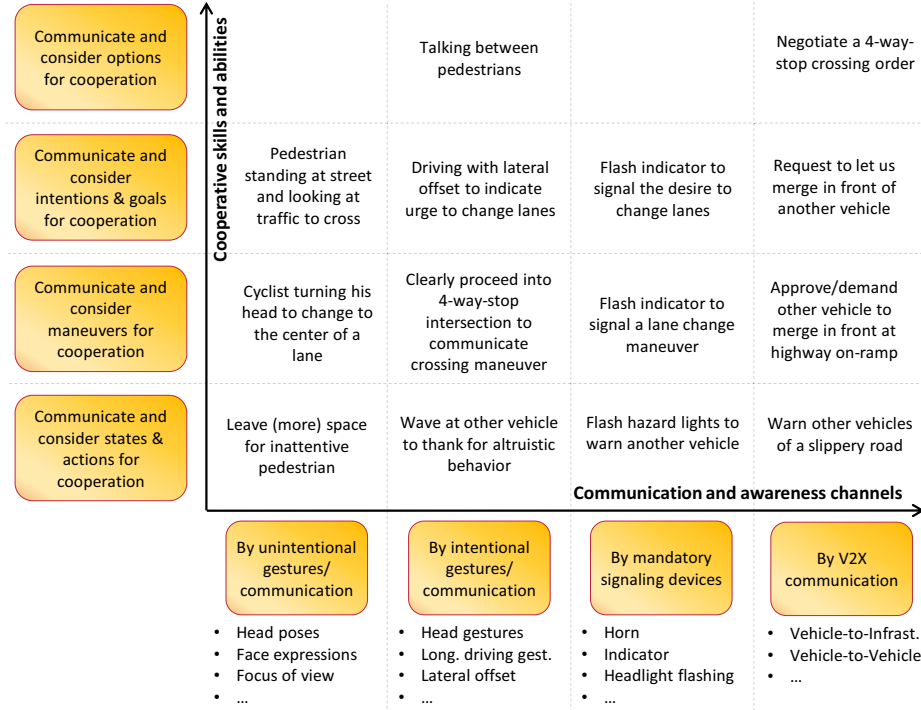 Communicate and
consider options
for cooperation
Talking between
pedestrians
Negotiate a 4-way-
stop crossing order
Cooperative skills and abilities
Communicate and
consider
intentions & goals
for cooperation
Pedestrian
standing at street
and looking at
traffic to cross
Driving with lateral
offset to indicate
urge to change lanes
Flash indicator to
signal the desire to
change lanes
Request to let us
merge in front of
another vehicle
Communicate and
consider
maneuvers for
cooperation
Cyclist turning his
head to change to
the center of a
lane
Clearly proceed into
4-way-stop
intersection to
communicate
crossing maneuver
Flash indicator to
signal a lane change
maneuver
Approve/demand
other vehicle to
merge in front at
highway on-ramp
Communicate and
consider states &
actions for
cooperation
Leave (more) space
for inattentive
pedestrian
Wave at other vehicle
to thank for altruistic
behavior
Flash hazard lights to
warn another vehicle
Warn other vehicles
of a slippery road
Communication and awareness channels
By unintentional
gestures/
communication
By intentional
gestures/
communication
By mandatory
signaling devices
By V2X
communication
• Head poses
• Face expressions
• Focus of view
• ...
• Head gestures
• Long. driving gest.
• Lateral offset
• ...
• Horn
• Indicator
• Headlight flashing
• ...
• Vehicle-to-Infrast.
• Vehicle-to-Vehicle
• ...